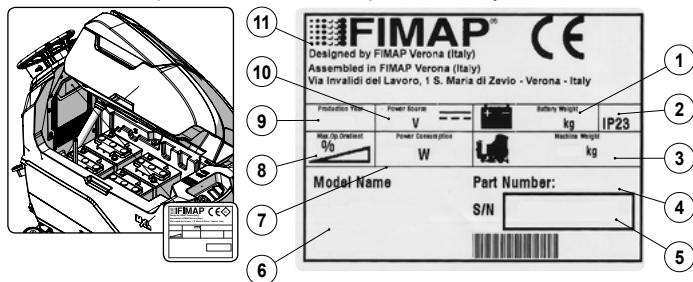 FIMAP CE
11
FIMAP® CE
Designed by FIMAP Verona (Italy)
Assembled in FIMAP Verona (Italy)
Via Invalidi del Lavoro, 1 S. Maria di Zevio - Verona - Italy
10
1
9
Production Year
Power Source
V
Battery Weight
kg
IP23
2
8
Max.Op.Gradient
%
Power Consumption
W
Machine Weight
kg
3
7
Model Name
Part Number:
4
S/N
5
6